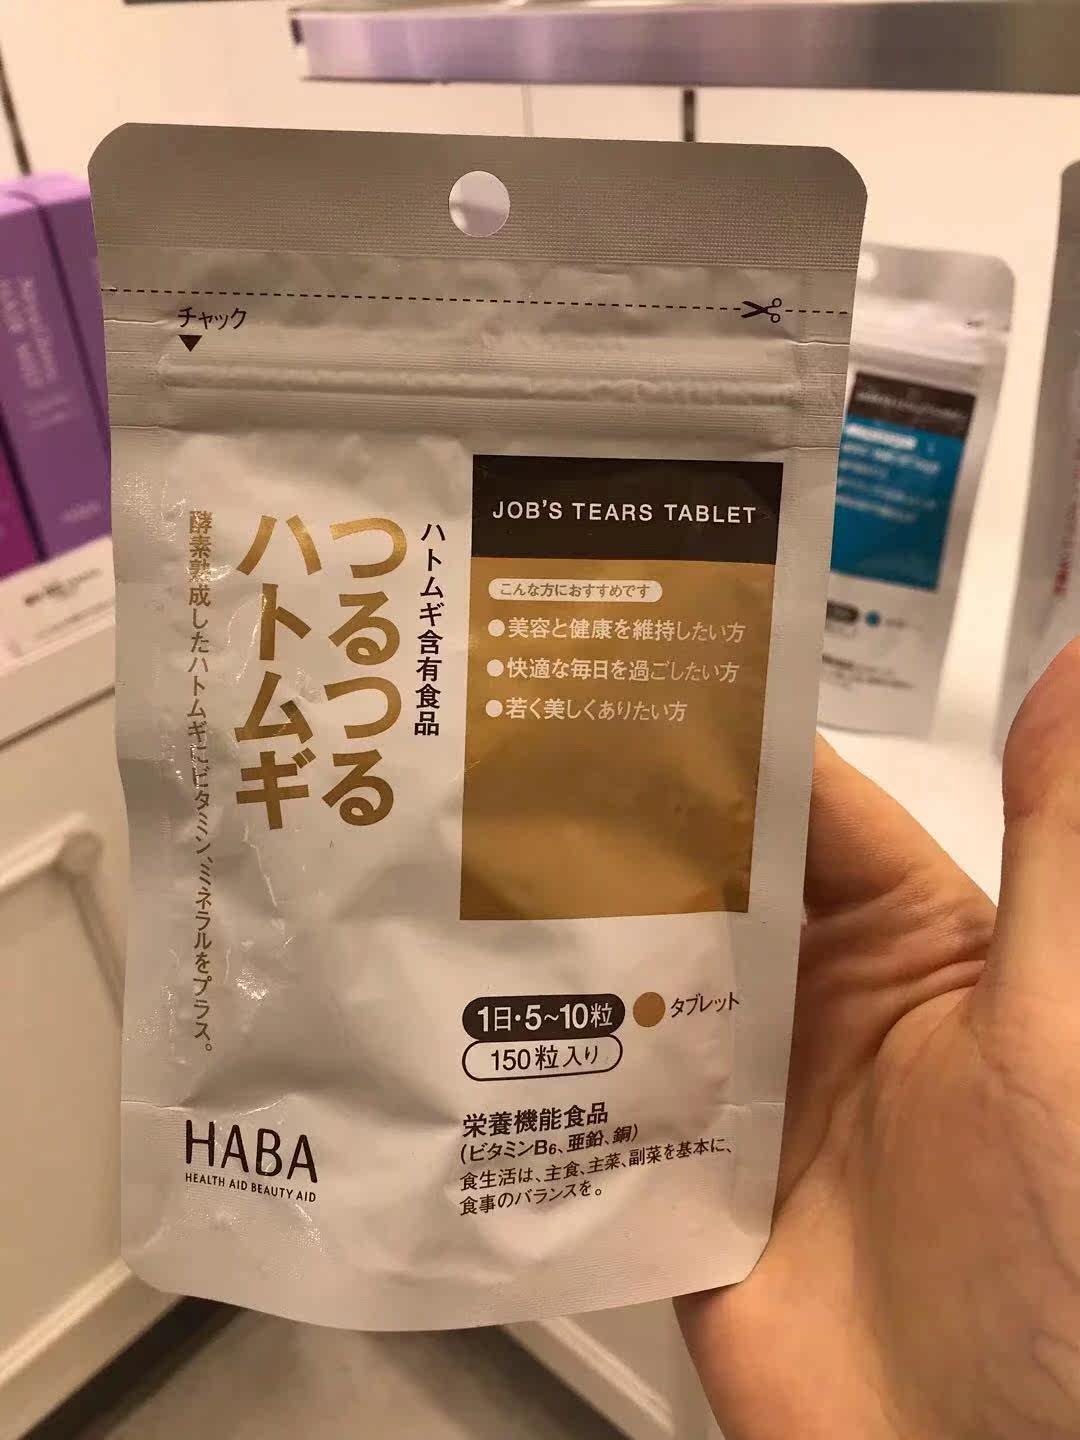 チャック
JOB'S TEARS TABLET
こんな方におすすめです
●美容と健康を維持したい方
●快適な毎日を過ごしたい方
●若く美しくありたい方
ハトムギ含有食品
つるつる
ハトムギ
酵素熟成したハトムギにビタミン、ミネラルをプラス。
1日・5~10粒
タブレット
150粒入り
栄養機能食品
(ビタミンB6、亜鉛、銅)
食生活は、主食、主菜、副菜を基本に、
食事のバランスを。
HABA
HEALTH AID BEAUTY AID